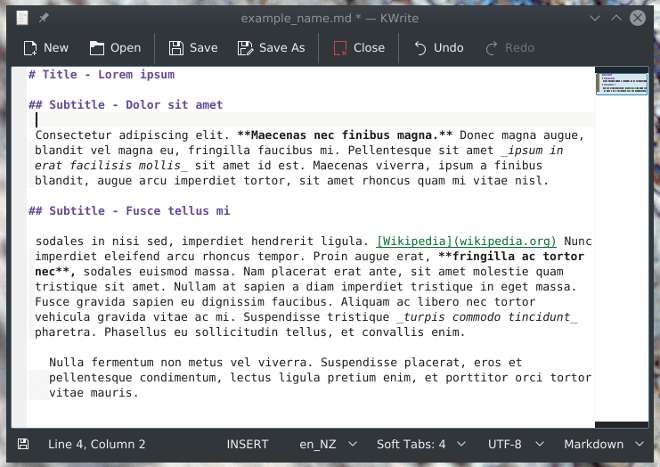 example_name.md * — KWrite
New Open Save Save As Close Undo Redo
# Title - Lorem ipsum
## Subtitle - Dolor sit amet
Consectetur adipiscing elit. **Maecenas nec finibus magna.** Donec magna augue,
blandit vel magna eu, fringilla faucibus mi. Pellentesque sit amet _ipsum in
erat facilisis mollis_ sit amet id est. Maecenas viverra, ipsum a finibus
blandit, augue arcu imperdiet tortor, sit amet rhoncus quam mi vitae nisl.
## Subtitle - Fusce tellus mi
sodales in nisi sed, imperdiet hendrerit ligula. [Wikipedia](wikipedia.org) Nunc
imperdiet eleifend arcu rhoncus tempor. Proin augue erat, **fringilla ac tortor
nec**, sodales euismod massa. Nam placerat erat ante, sit amet molestie quam
tristique sit amet. Nullam at sapien a diam imperdiet tristique in eget massa.
Fusce gravida sapien eu dignissim faucibus. Aliquam ac libero nec tortor
vehicula gravida vitae ac mi. Suspendisse tristique _turpis commodo tincidunt_
pharetra. Phasellus eu sollicitudin tellus, et convallis enim.
Nulla fermentum non metus vel viverra. Suspendisse placerat, eros et
pellentesque condimentum, lectus ligula pretium enim, et porttitor orci tortor
vitae mauris.
Line 4, Column 2 INSERT en_NZ Soft Tabs: 4 UTF-8 Markdown